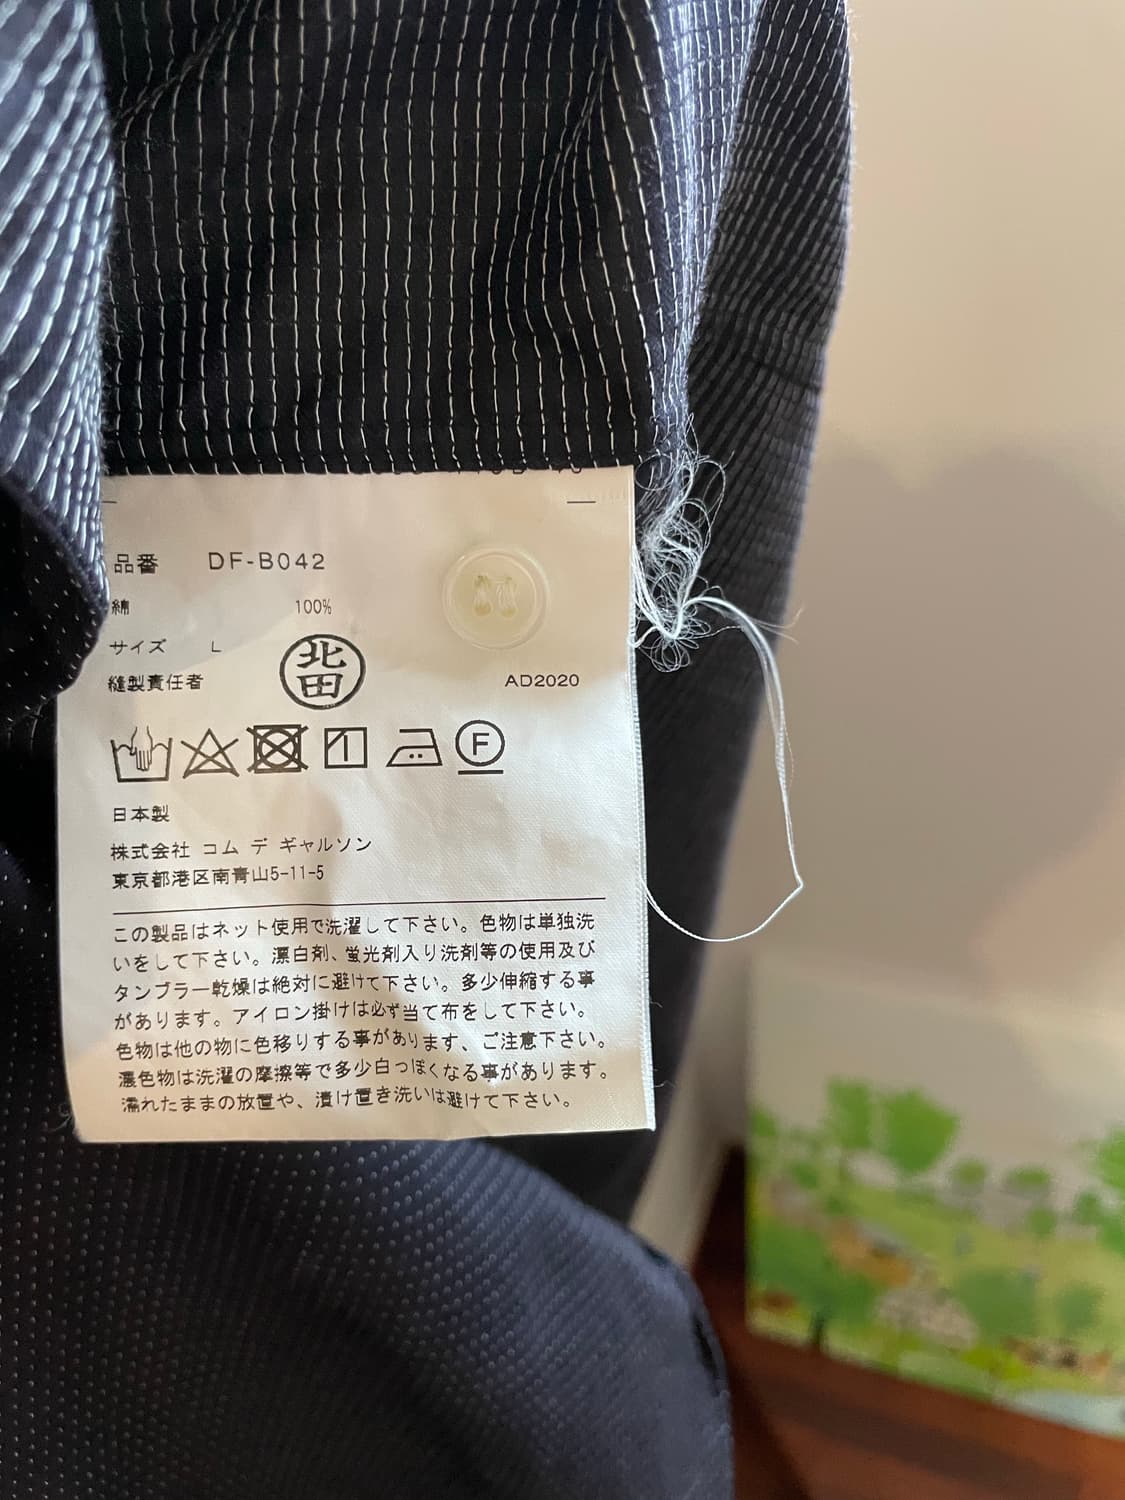 品番 DF-B042
綿 100%
サイズ L
縫製責任者 北田 AD2020
F
日本製
株式会社 コム デ ギャルソン
東京都港区南青山5-11-5
この製品はネット使用で洗濯して下さい。色物は単独洗
いをして下さい。漂白剤、蛍光剤入り洗剤等の使用及び
タンブラー乾燥は絶対に避けて下さい。多少伸縮する事
があります。アイロン掛けは必ず当て布をして下さい。
色物は他の物に色移りする事があります、ご注意下さい。
濃色物は洗濯の摩擦等で多少白っぽくなる事があります。
濡れたままの放置や、漬け置き洗いは避けて下さい。